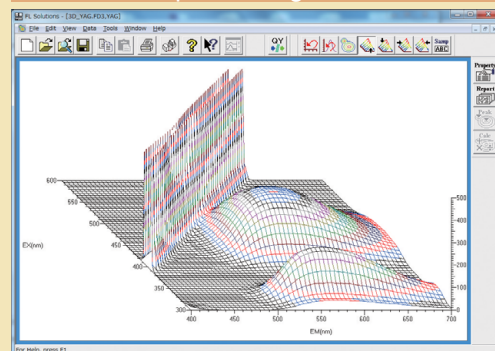 FL Solutions - [3D_YAG.FD3,YAG]
File Edit View Data Tools Window Help
QY
Samp
ABC
Property
Report
Peak
Calc
600
550
500
450
400
350
300
EX(nm)
500
400
300
200
100
0
400 450 500 550 600 650 700
EM(nm)
For Help, press F1